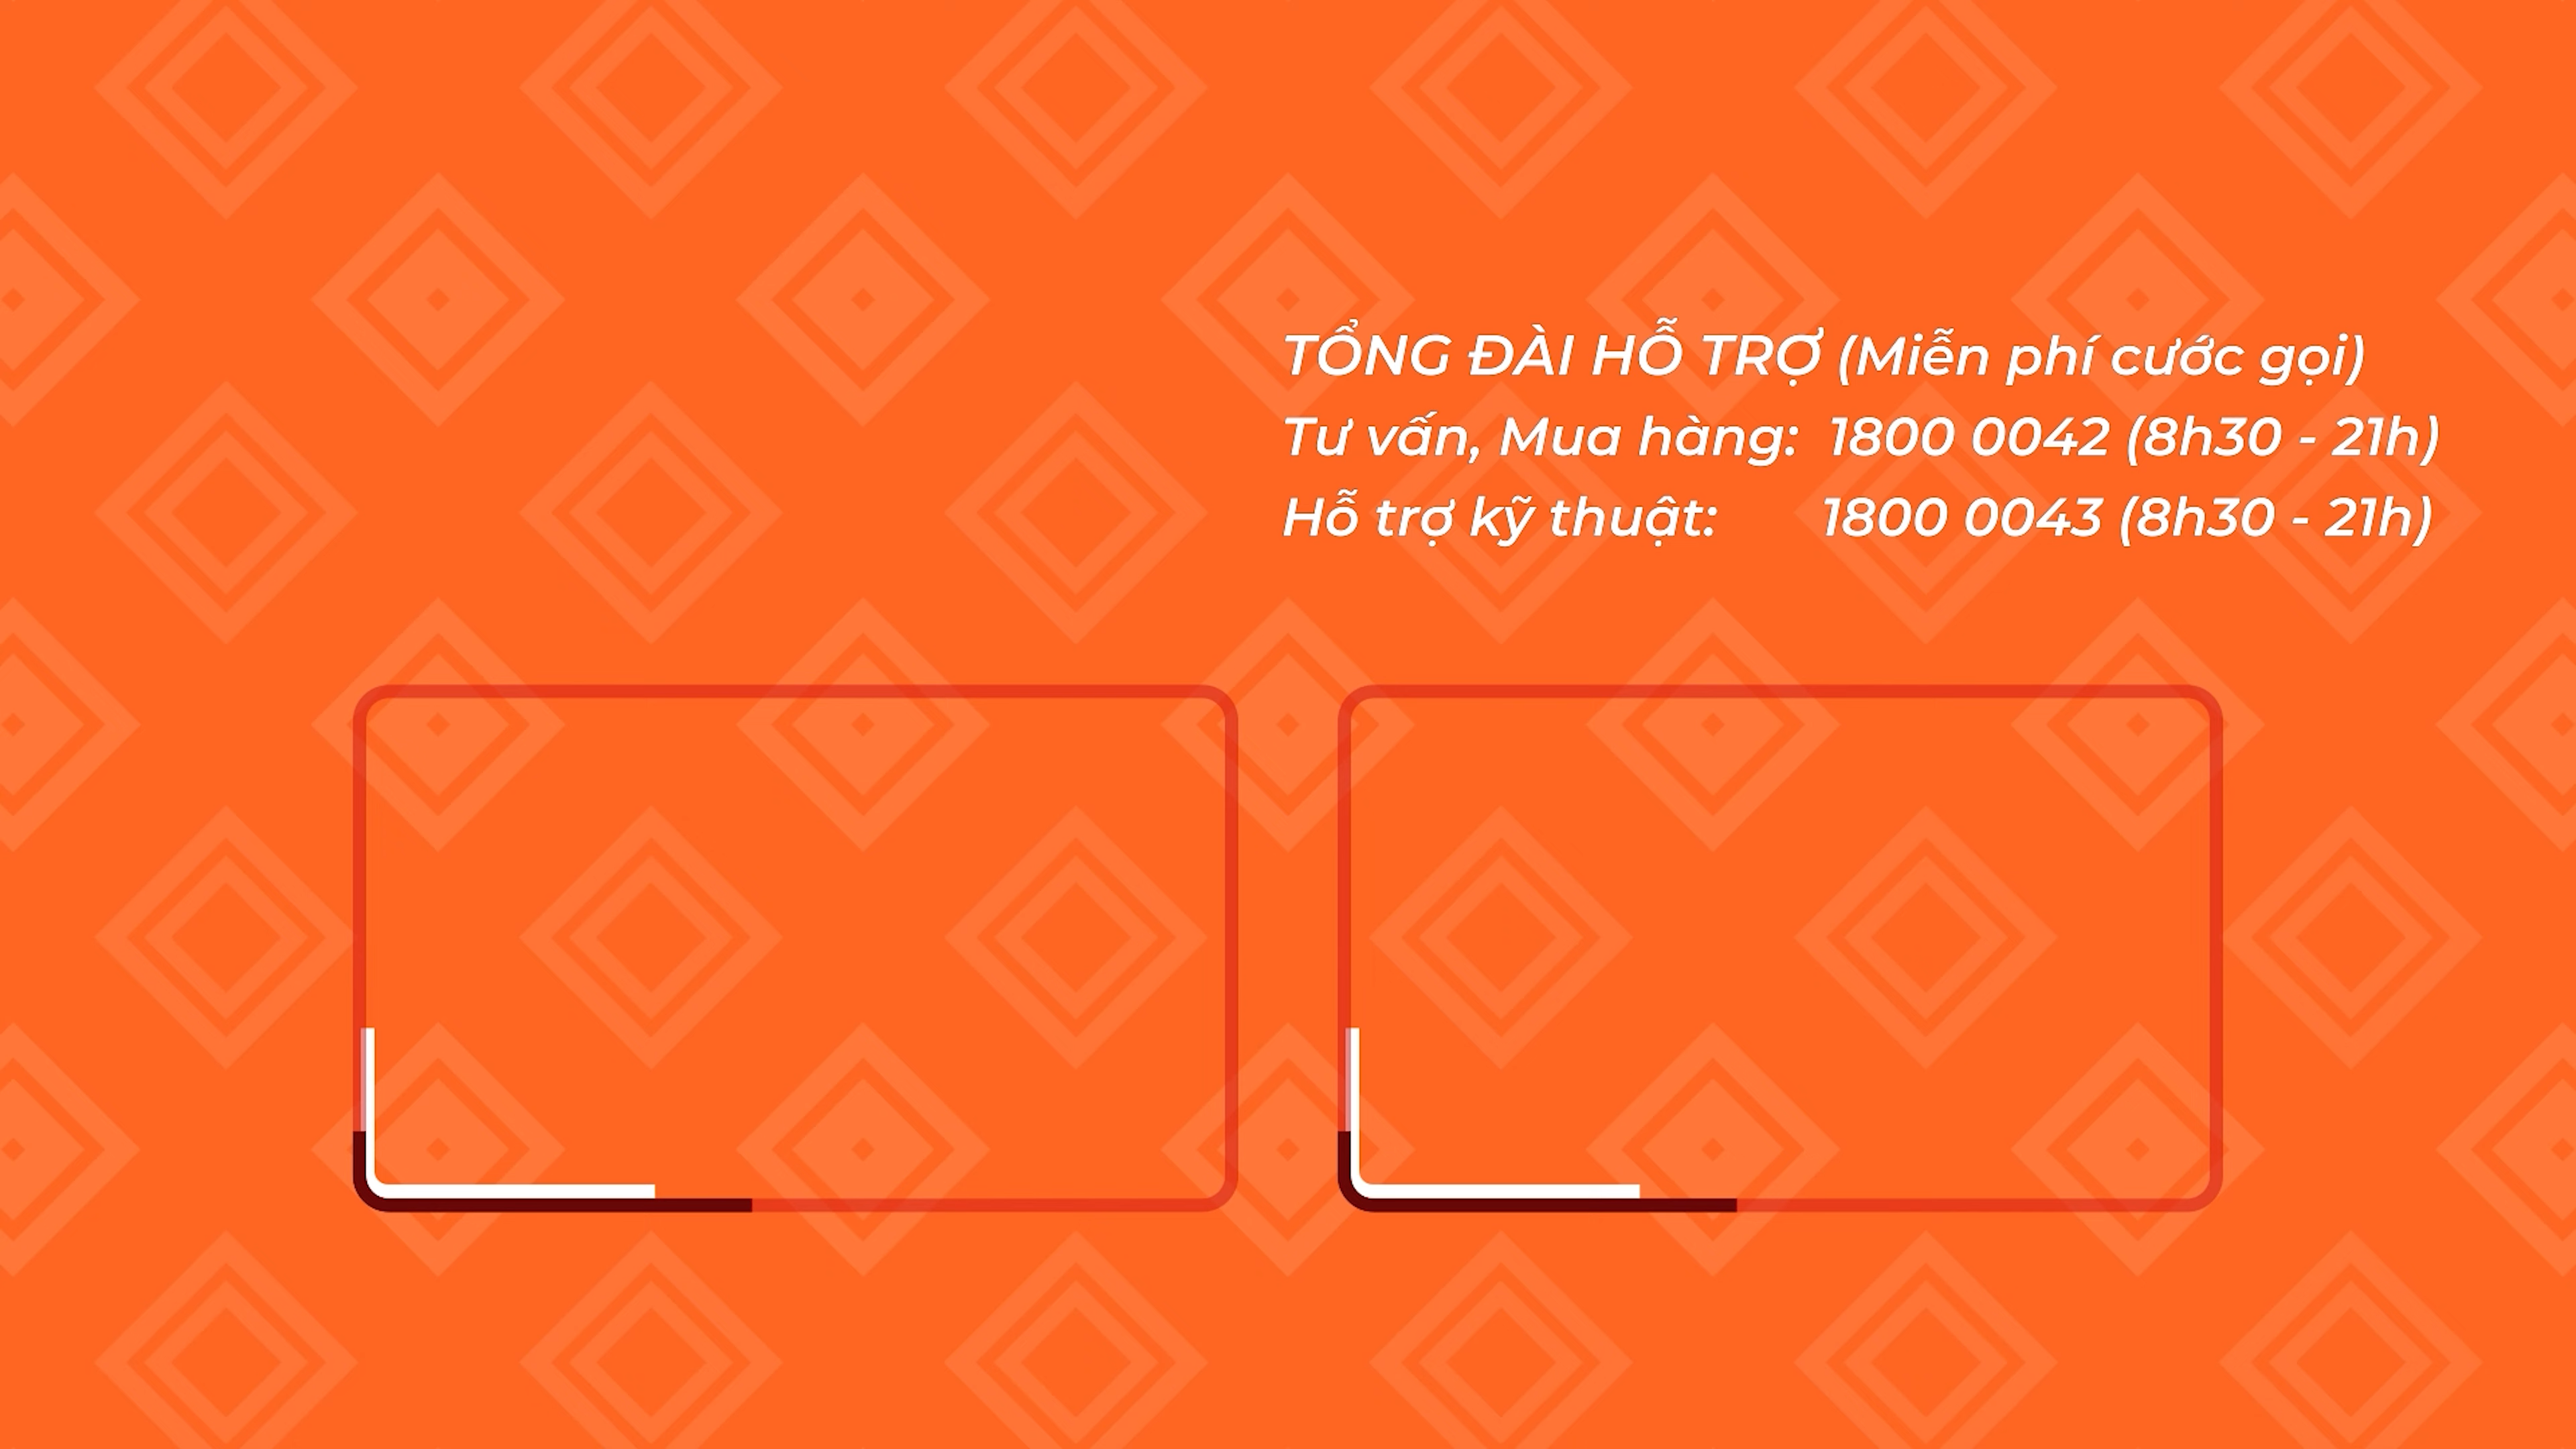 TỔNG ĐÀI HỖ TRỢ (Miễn phí cước gọi)
Tư vấn, Mua hàng: 1800 0042 (8h30 - 21h)
Hỗ trợ kỹ thuật: 1800 0043 (8h30 - 21h)